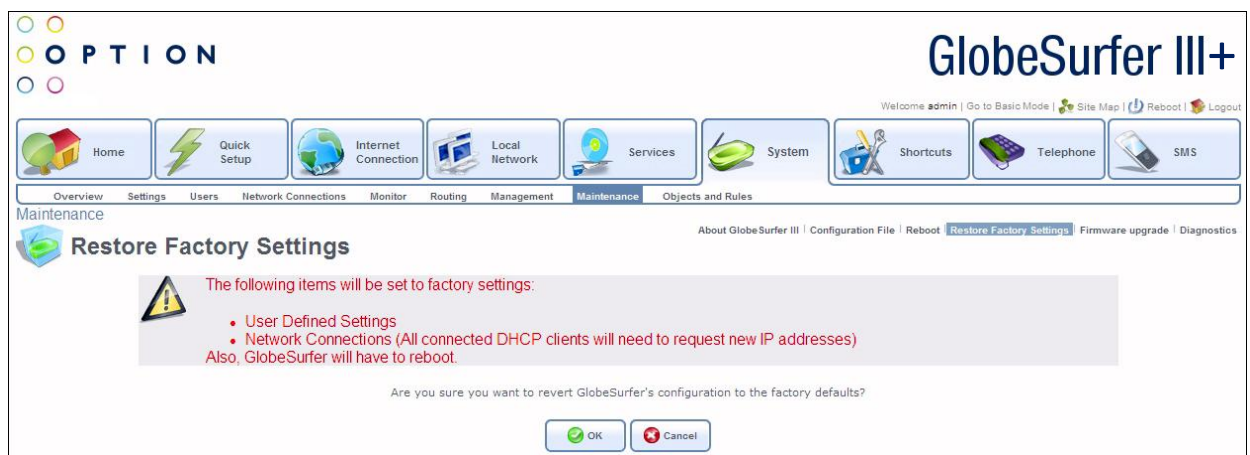 OPTION
GlobeSurfer III+
Welcome admin | Go to Basic Mode | Site Map | Reboot | Logout
Home
Quick Setup
Internet Connection
Local Network
Services
System
Shortcuts
Telephone
SMS
Overview Settings Users Network Connections Monitor Routing Management Maintenance Objects and Rules
Maintenance
About GlobeSurfer III | Configuration File | Reboot | Restore Factory Settings | Firmware upgrade | Diagnostics
Restore Factory Settings
The following items will be set to factory settings:
• User Defined Settings
• Network Connections (All connected DHCP clients will need to request new IP addresses)
Also, GlobeSurfer will have to reboot.
Are you sure you want to revert GlobeSurfer's configuration to the factory defaults?
OK Cancel